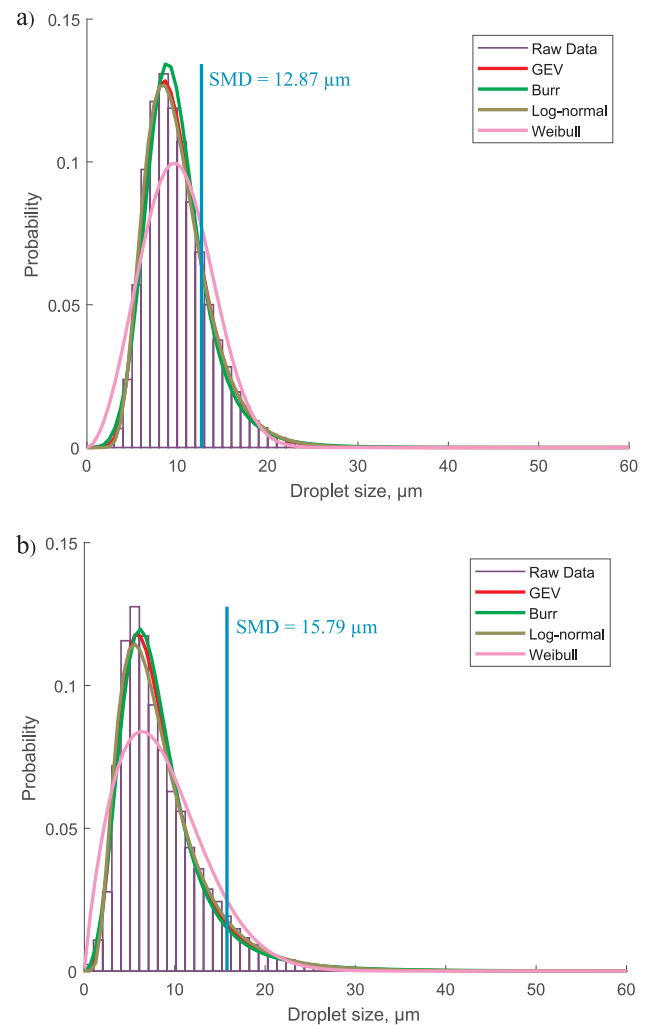 a)
0.15
0.1
0.05
0
Probability
SMD = 12.87 µm
Raw Data
GEV
Burr
Log-normal
Weibull
0 10 20 30 40 50 60
Droplet size, µm
b)
0.15
0.1
0.05
0
Probability
SMD = 15.79 µm
Raw Data
GEV
Burr
Log-normal
Weibull
0 10 20 30 40 50 60
Droplet size, µm